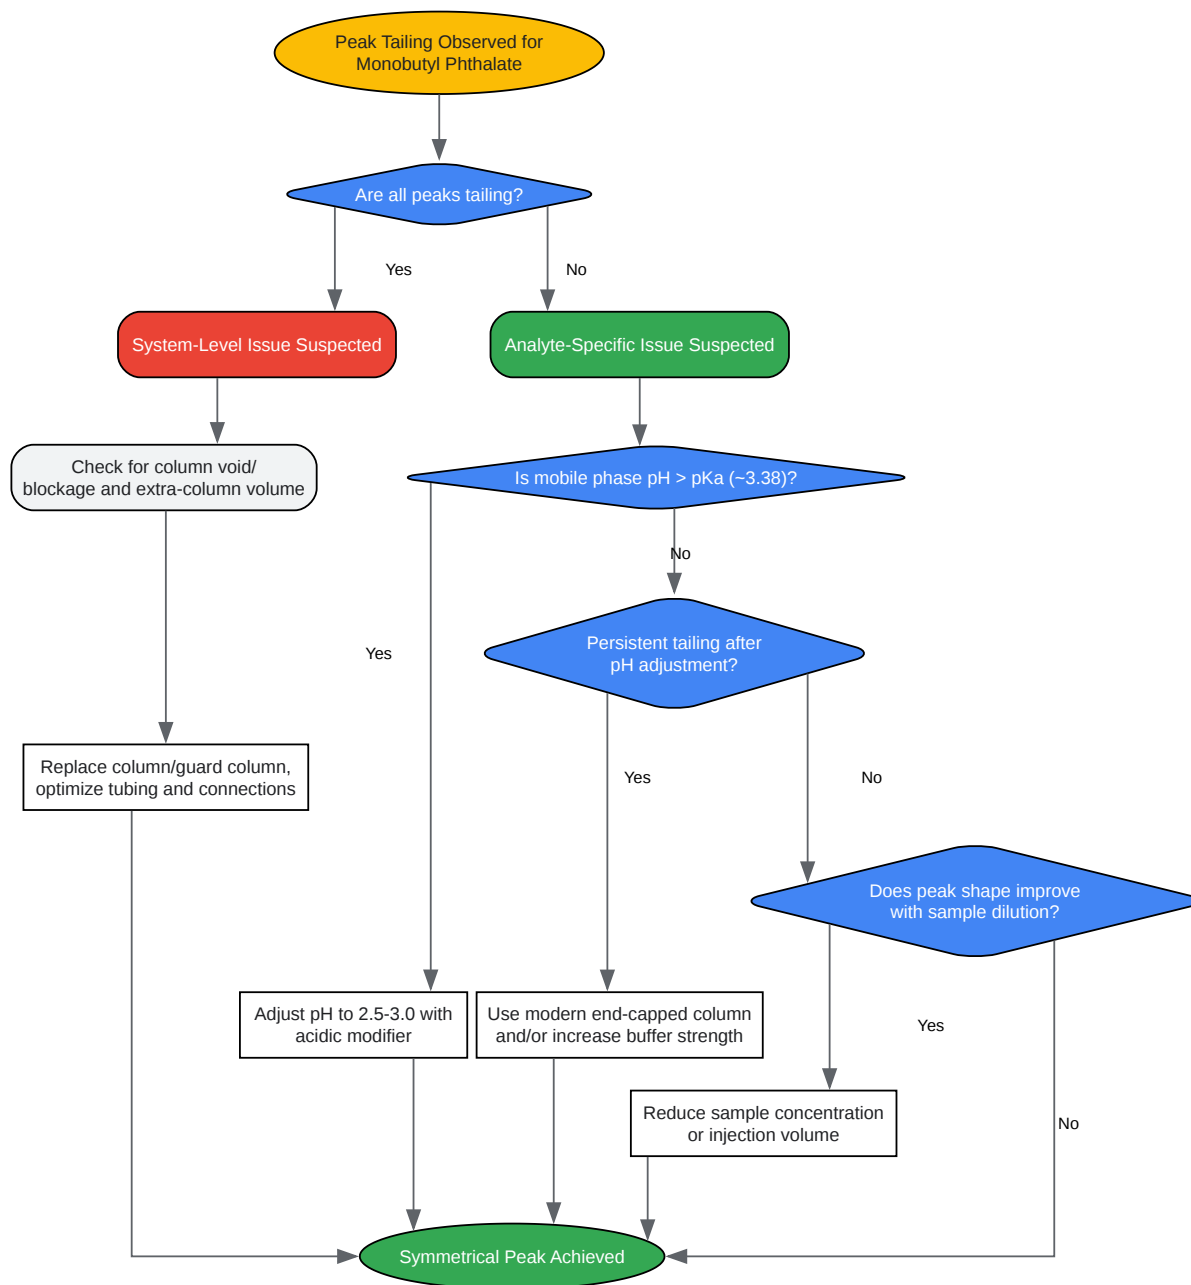 Peak Tailing Observed for
Monobutyl Phthalate
Are all peaks tailing?
Yes
No
System-Level Issue Suspected
Analyte-Specific Issue Suspected
Check for column void/
blockage and extra-column volume
Is mobile phase pH > pKa (~3.38)?
No
Yes
Persistent tailing after
pH adjustment?
Replace column/guard column,
optimize tubing and connections
Yes
No
Does peak shape improve
with sample dilution?
Adjust pH to 2.5-3.0 with
acidic modifier
Use modern end-capped column
and/or increase buffer strength
Yes
Reduce sample concentration
or injection volume
No
Symmetrical Peak Achieved